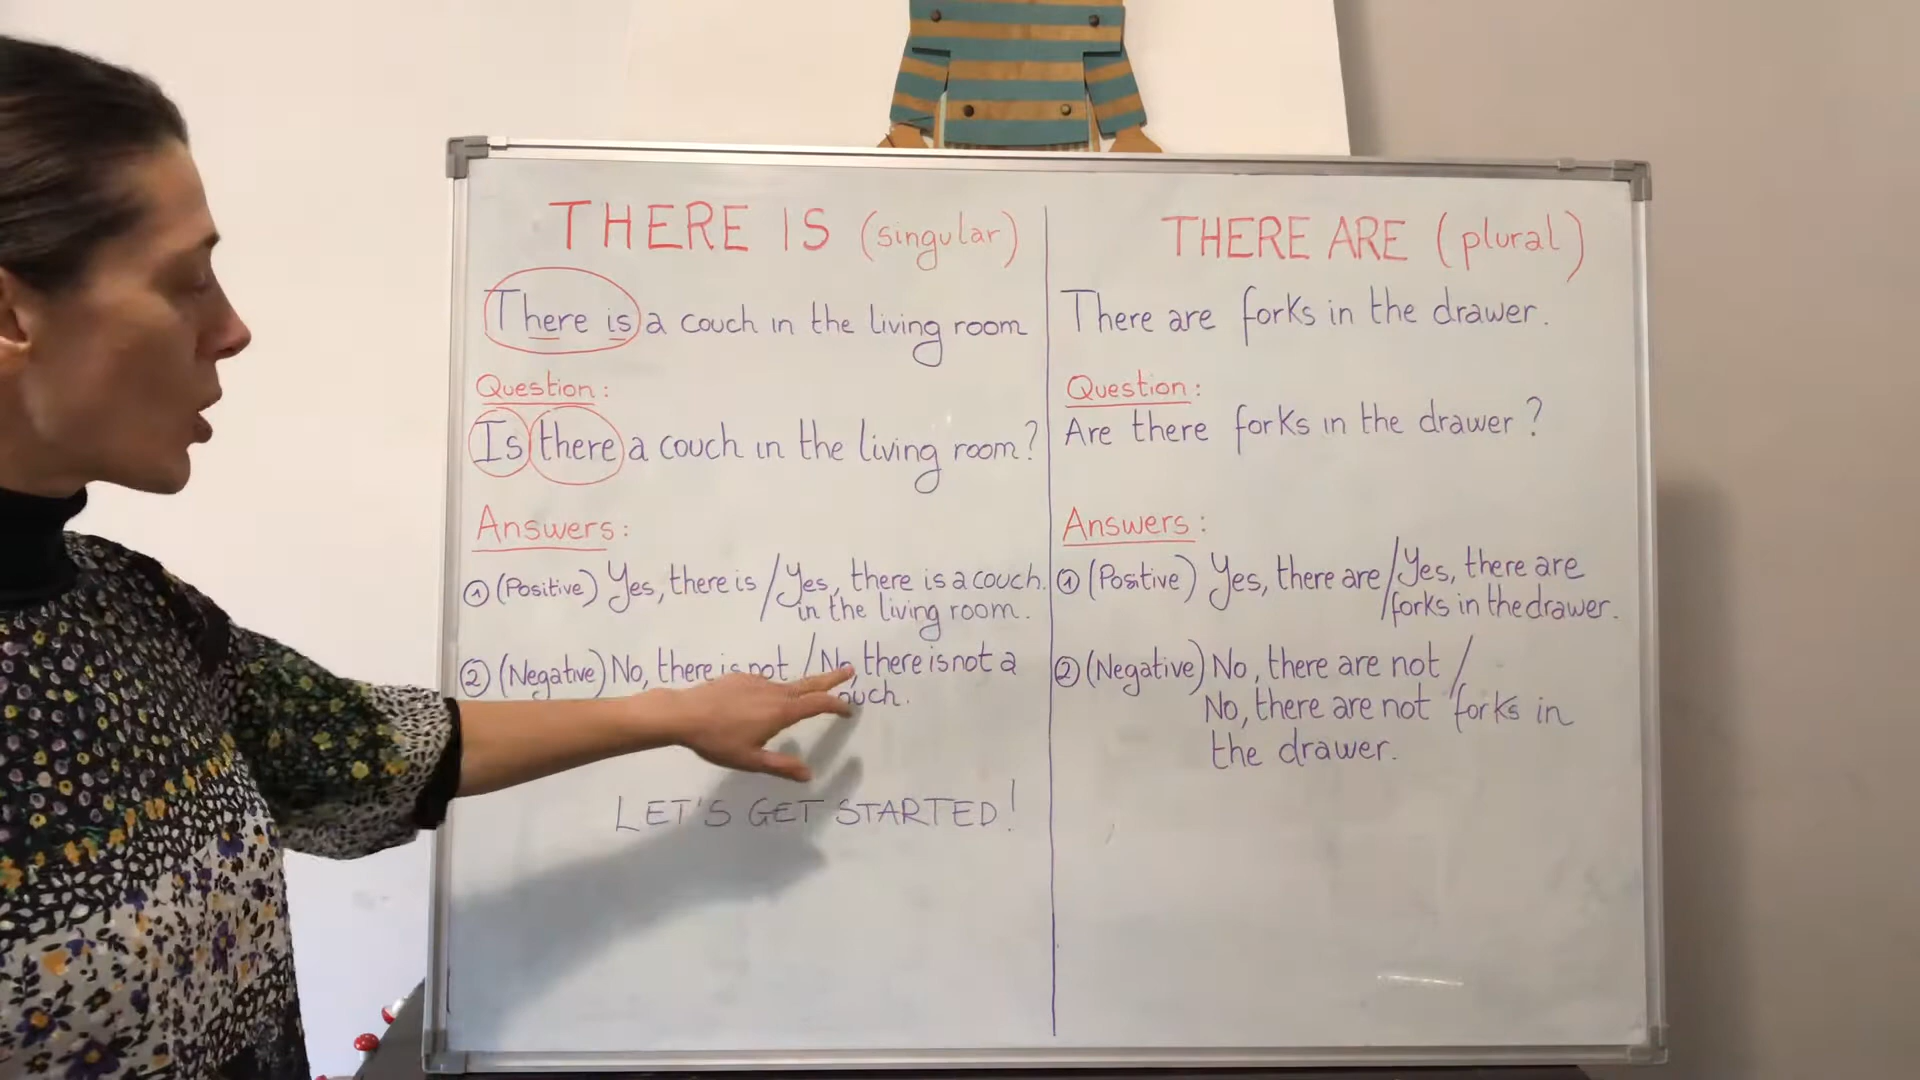 THERE IS (singular)
There is a couch in the living room
Question:
Is there a couch in the living room?
Answers:
① (Positive) Yes, there is / Yes, there is a couch.
in the living room.
② (Negative) No, there is not / No, there is not a
LET'S GET STARTED!
THERE ARE (plural)
There are forks in the drawer.
Question:
Are there forks in the drawer?
Answers:
① (Positive) Yes, there are / Yes, there are
forks in the drawer.
② (Negative) No, there are not /
No, there are not forks in
the drawer.